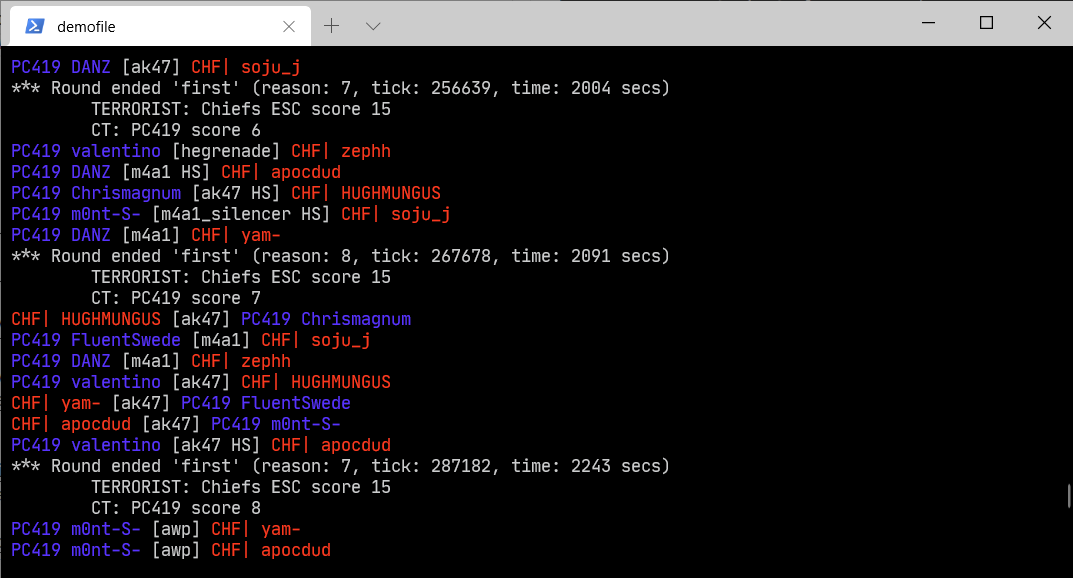 demofile
PC419 DANZ [ak47] CHF| soju_j
*** Round ended 'first' (reason: 7, tick: 256639, time: 2004 secs)
TERRORIST: Chiefs ESC score 15
CT: PC419 score 6
PC419 valentino [hegrenade] CHF| zephh
PC419 DANZ [m4a1 HS] CHF| apocdud
PC419 Chrismagnum [ak47 HS] CHF| HUGHMUNGUS
PC419 m0nt-S- [m4a1_silencer HS] CHF| soju_j
PC419 DANZ [m4a1] CHF| yam-
*** Round ended 'first' (reason: 8, tick: 267678, time: 2091 secs)
TERRORIST: Chiefs ESC score 15
CT: PC419 score 7
CHF| HUGHMUNGUS [ak47] PC419 Chrismagnum
PC419 FluentSwede [m4a1] CHF| soju_j
PC419 DANZ [m4a1] CHF| zephh
PC419 valentino [ak47] CHF| HUGHMUNGUS
CHF| yam- [ak47] PC419 FluentSwede
CHF| apocdud [ak47] PC419 m0nt-S-
PC419 valentino [ak47 HS] CHF| apocdud
*** Round ended 'first' (reason: 7, tick: 287182, time: 2243 secs)
TERRORIST: Chiefs ESC score 15
CT: PC419 score 8
PC419 m0nt-S- [awp] CHF| yam-
PC419 m0nt-S- [awp] CHF| apocdud